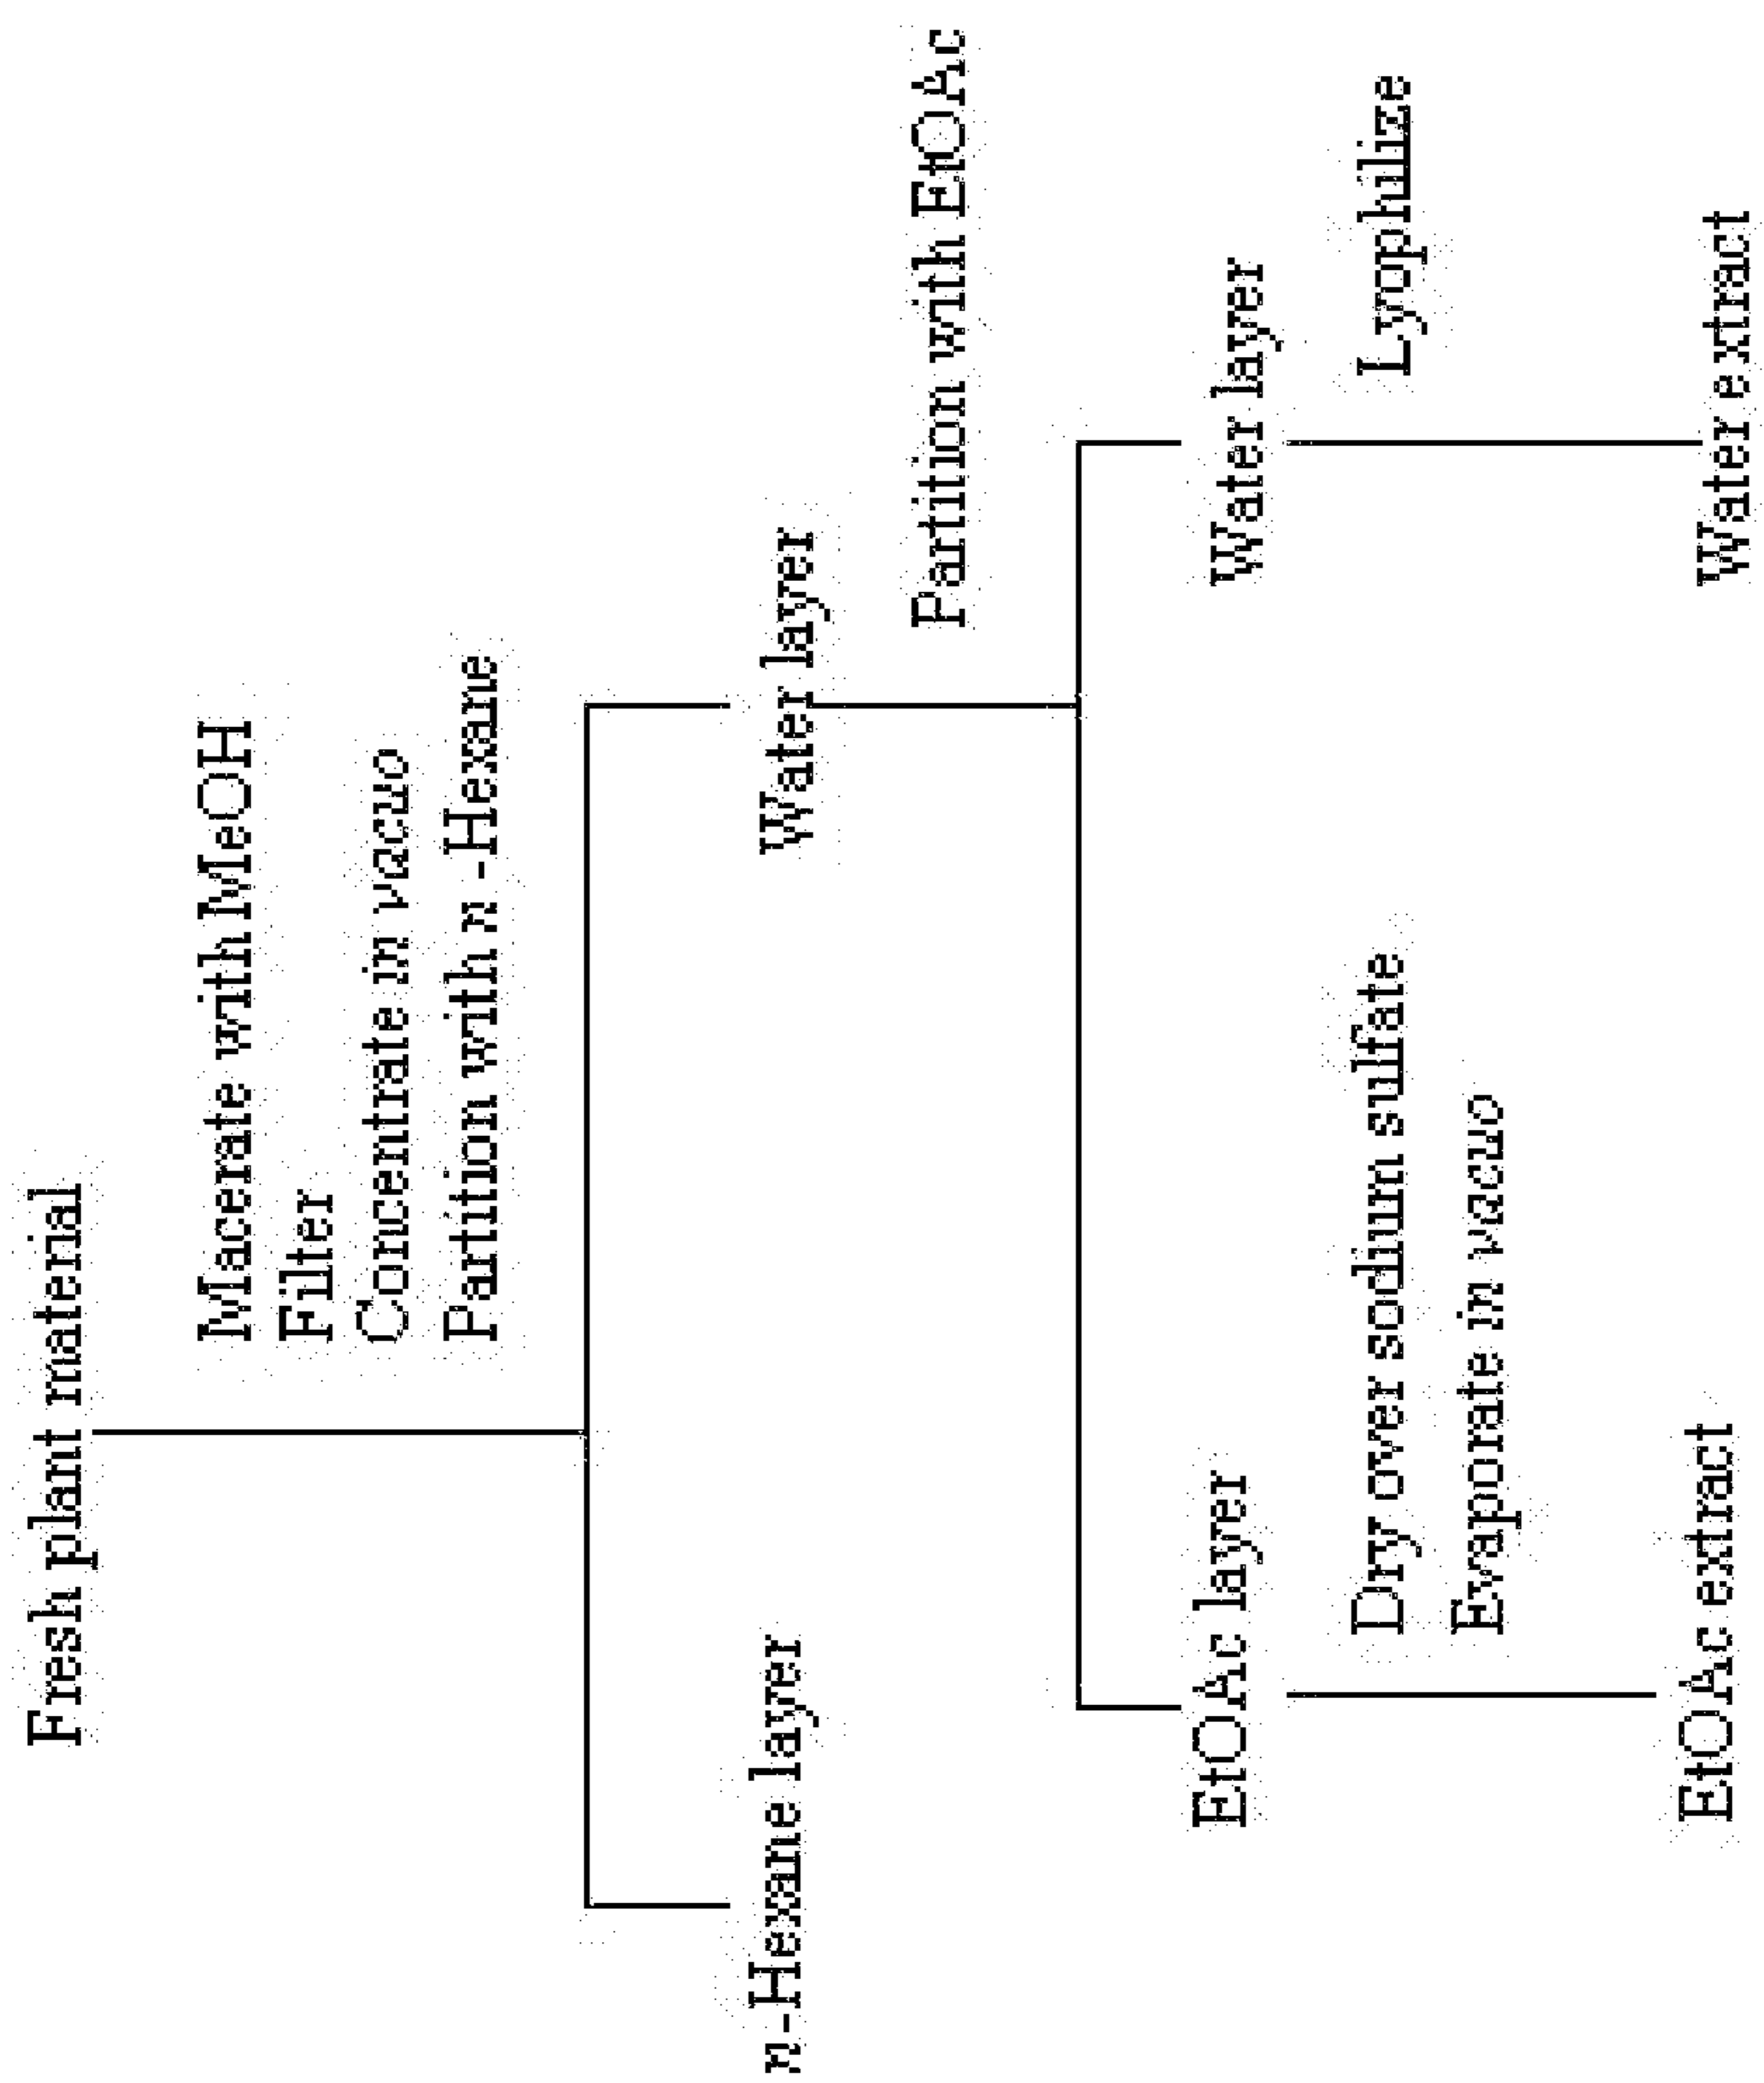 Fresh plant material
Macerate with MeOH
Filter
Concentrate in vacuo
Partition with n -Hexane
n-Hexane layer
Water layer
Partition with EtOAc
EtOAc layer
Water layer
Dry over sodium sulfate
Evaporate in vacuo
Lyophilize
EtOAc extract
Water extract